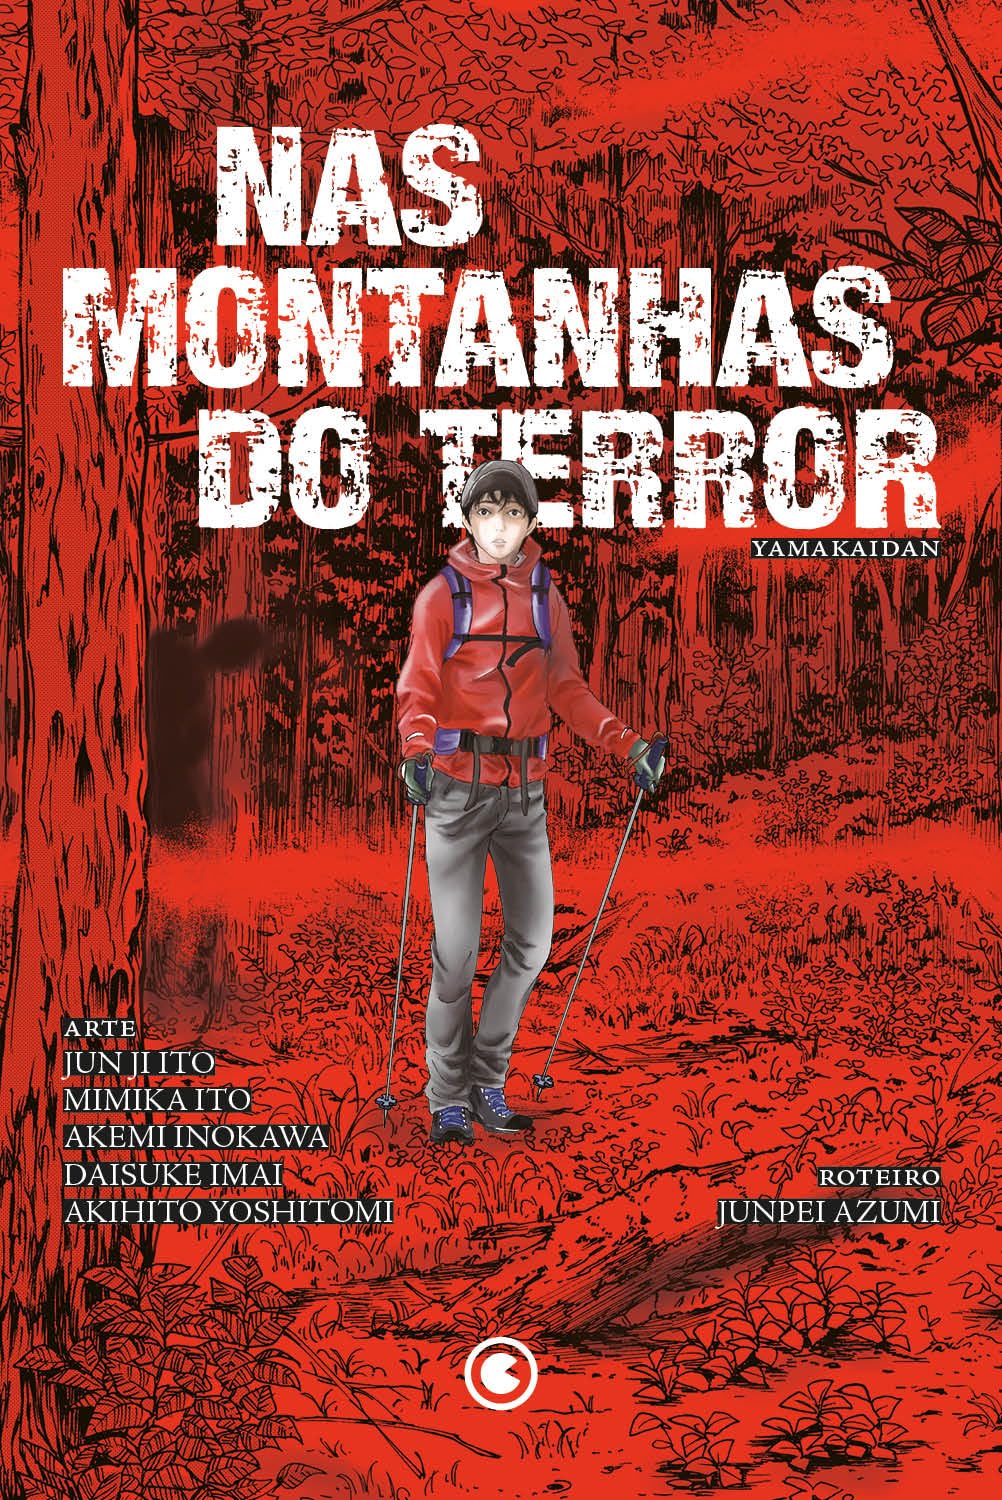 NAS
MONTANHAS
DO TERROR
YAMAKAIDAN
ARTE
JUNJI ITO
MIMIKA ITO
AKEMI INOKAWA
DAISUKE IMAI
AKIHITO YOSHITOMI
ROTEIRO
JUNPEI AZUMI